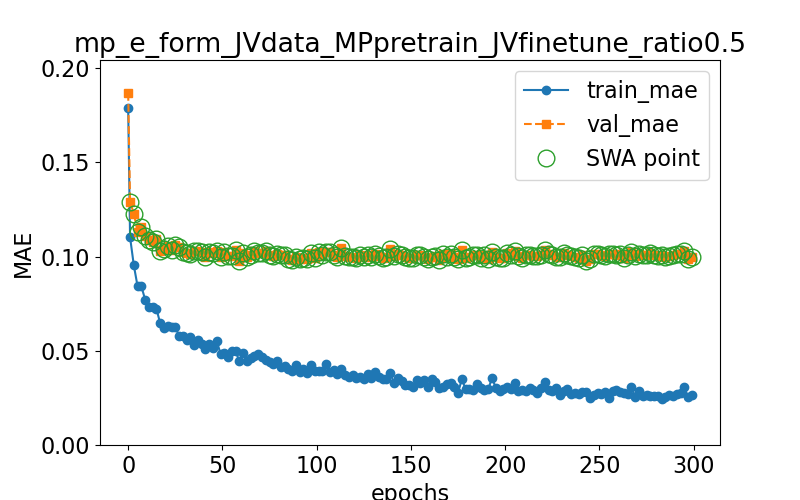 mp_e_form_JVdata_MPpretrain_JVfinetune_ratio0.5
0.20
0.15
0.10
0.05
0.00
MAE
train_mae
val_mae
SWA point
0 50 100 150 200 250 300
epochs